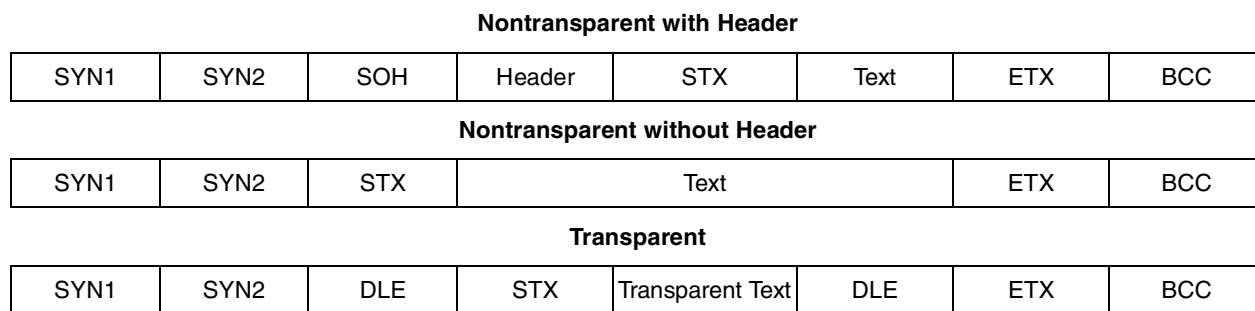 Nontransparent with Header
SYN1 SYN2 SOH Header STX Text ETX BCC
Nontransparent without Header
SYN1 SYN2 STX Text ETX BCC
Transparent
SYN1 SYN2 DLE STX Transparent Text DLE ETX BCC